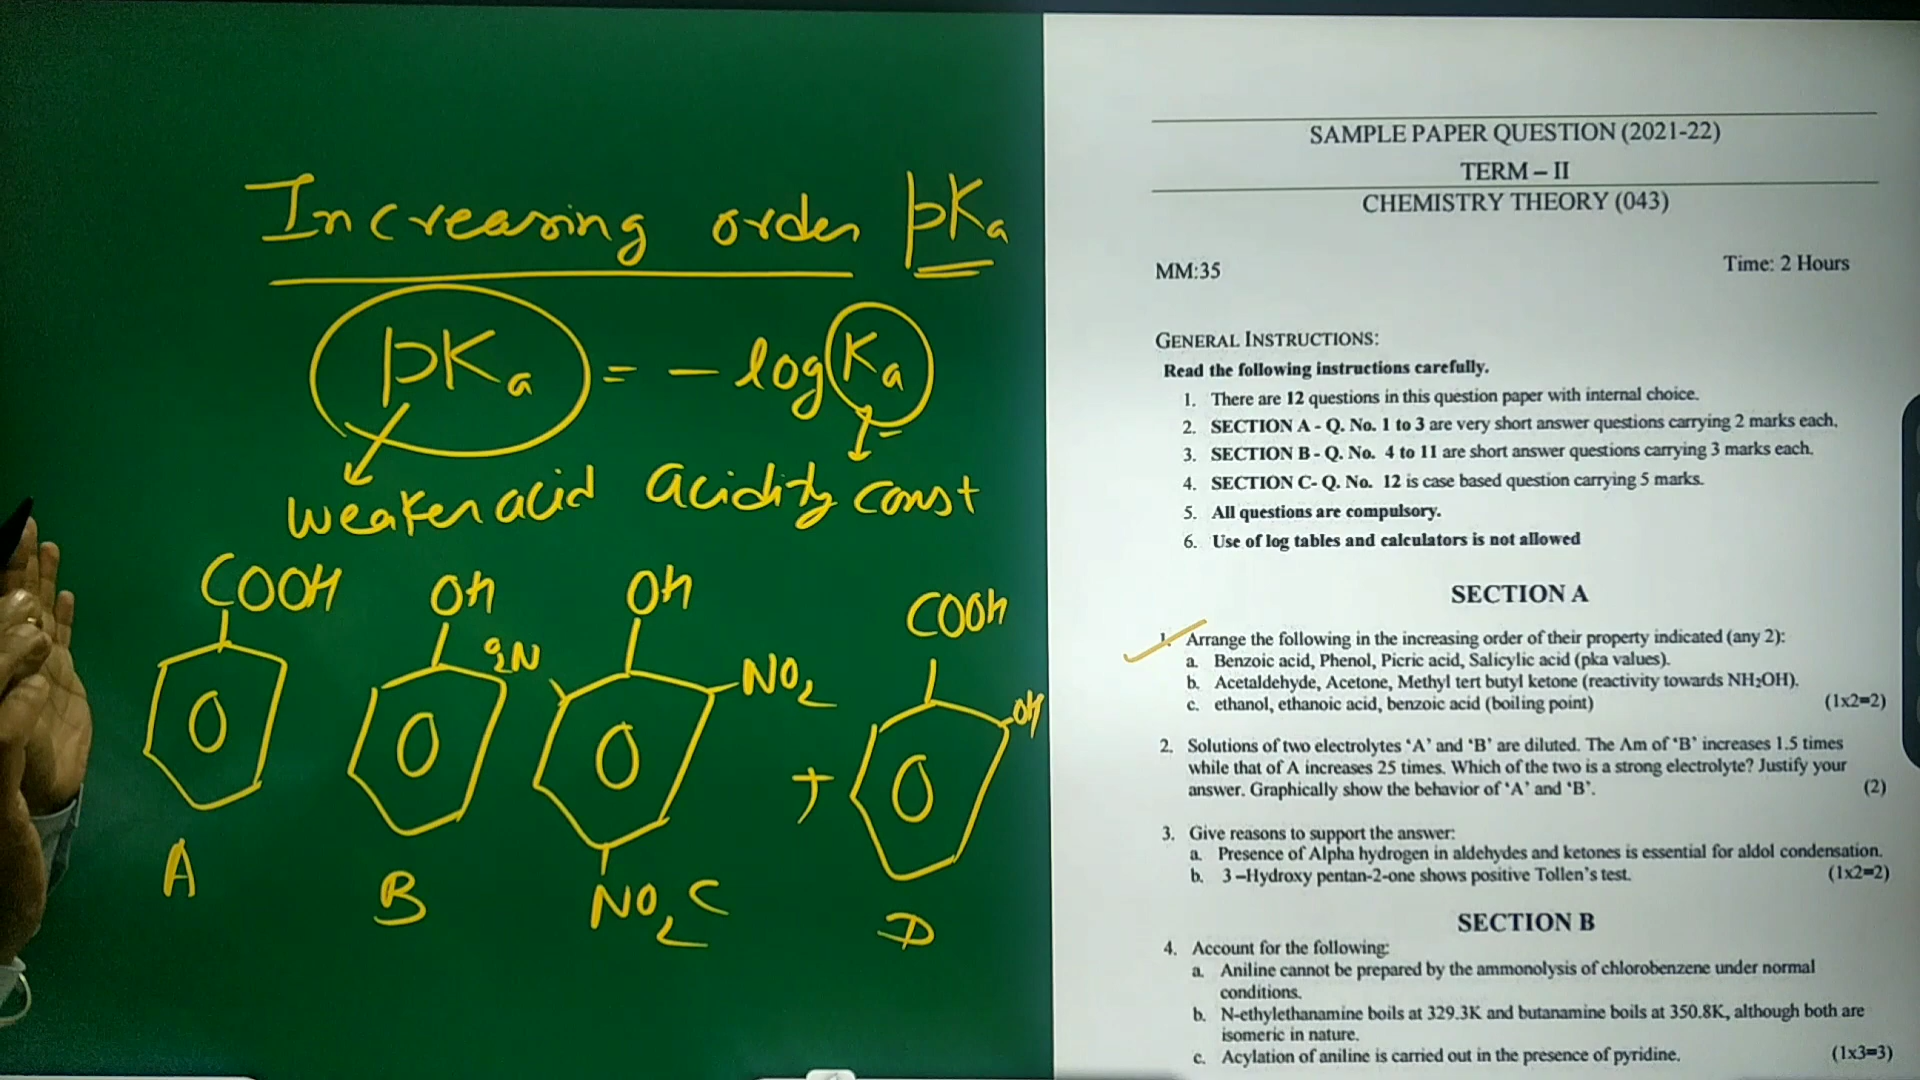 Increasing order pKa
pKa = - log Ka
weaker acid acidity const
COOH OH OH COOH
O2N NO2 OH
NO2
A B C D
SAMPLE PAPER QUESTION (2021-22)
TERM – II
CHEMISTRY THEORY (043)
MM:35 Time: 2 Hours
GENERAL INSTRUCTIONS:
Read the following instructions carefully.
1. There are 12 questions in this question paper with internal choice.
2. SECTION A - Q. No. 1 to 3 are very short answer questions carrying 2 marks each.
3. SECTION B - Q. No. 4 to 11 are short answer questions carrying 3 marks each.
4. SECTION C- Q. No. 12 is case based question carrying 5 marks.
5. All questions are compulsory.
6. Use of log tables and calculators is not allowed
SECTION A
1. Arrange the following in the increasing order of their property indicated (any 2):
a. Benzoic acid, Phenol, Picric acid, Salicylic acid (pka values).
b. Acetaldehyde, Acetone, Methyl tert butyl ketone (reactivity towards NH2OH).
c. ethanol, ethanoic acid, benzoic acid (boiling point) (1x2=2)
2. Solutions of two electrolytes ‘A’ and ‘B’ are diluted. The Λm of ‘B’ increases 1.5 times
while that of A increases 25 times. Which of the two is a strong electrolyte? Justify your
answer. Graphically show the behavior of ‘A’ and ‘B’. (2)
3. Give reasons to support the answer:
a. Presence of Alpha hydrogen in aldehydes and ketones is essential for aldol condensation.
b. 3 –Hydroxy pentan-2-one shows positive Tollen’s test. (1x2=2)
SECTION B
4. Account for the following:
a. Aniline cannot be prepared by the ammonolysis of chlorobenzene under normal
conditions.
b. N-ethylethanamine boils at 329.3K and butanamine boils at 350.8K, although both are
isomeric in nature.
c. Acylation of aniline is carried out in the presence of pyridine. (1x3=3)